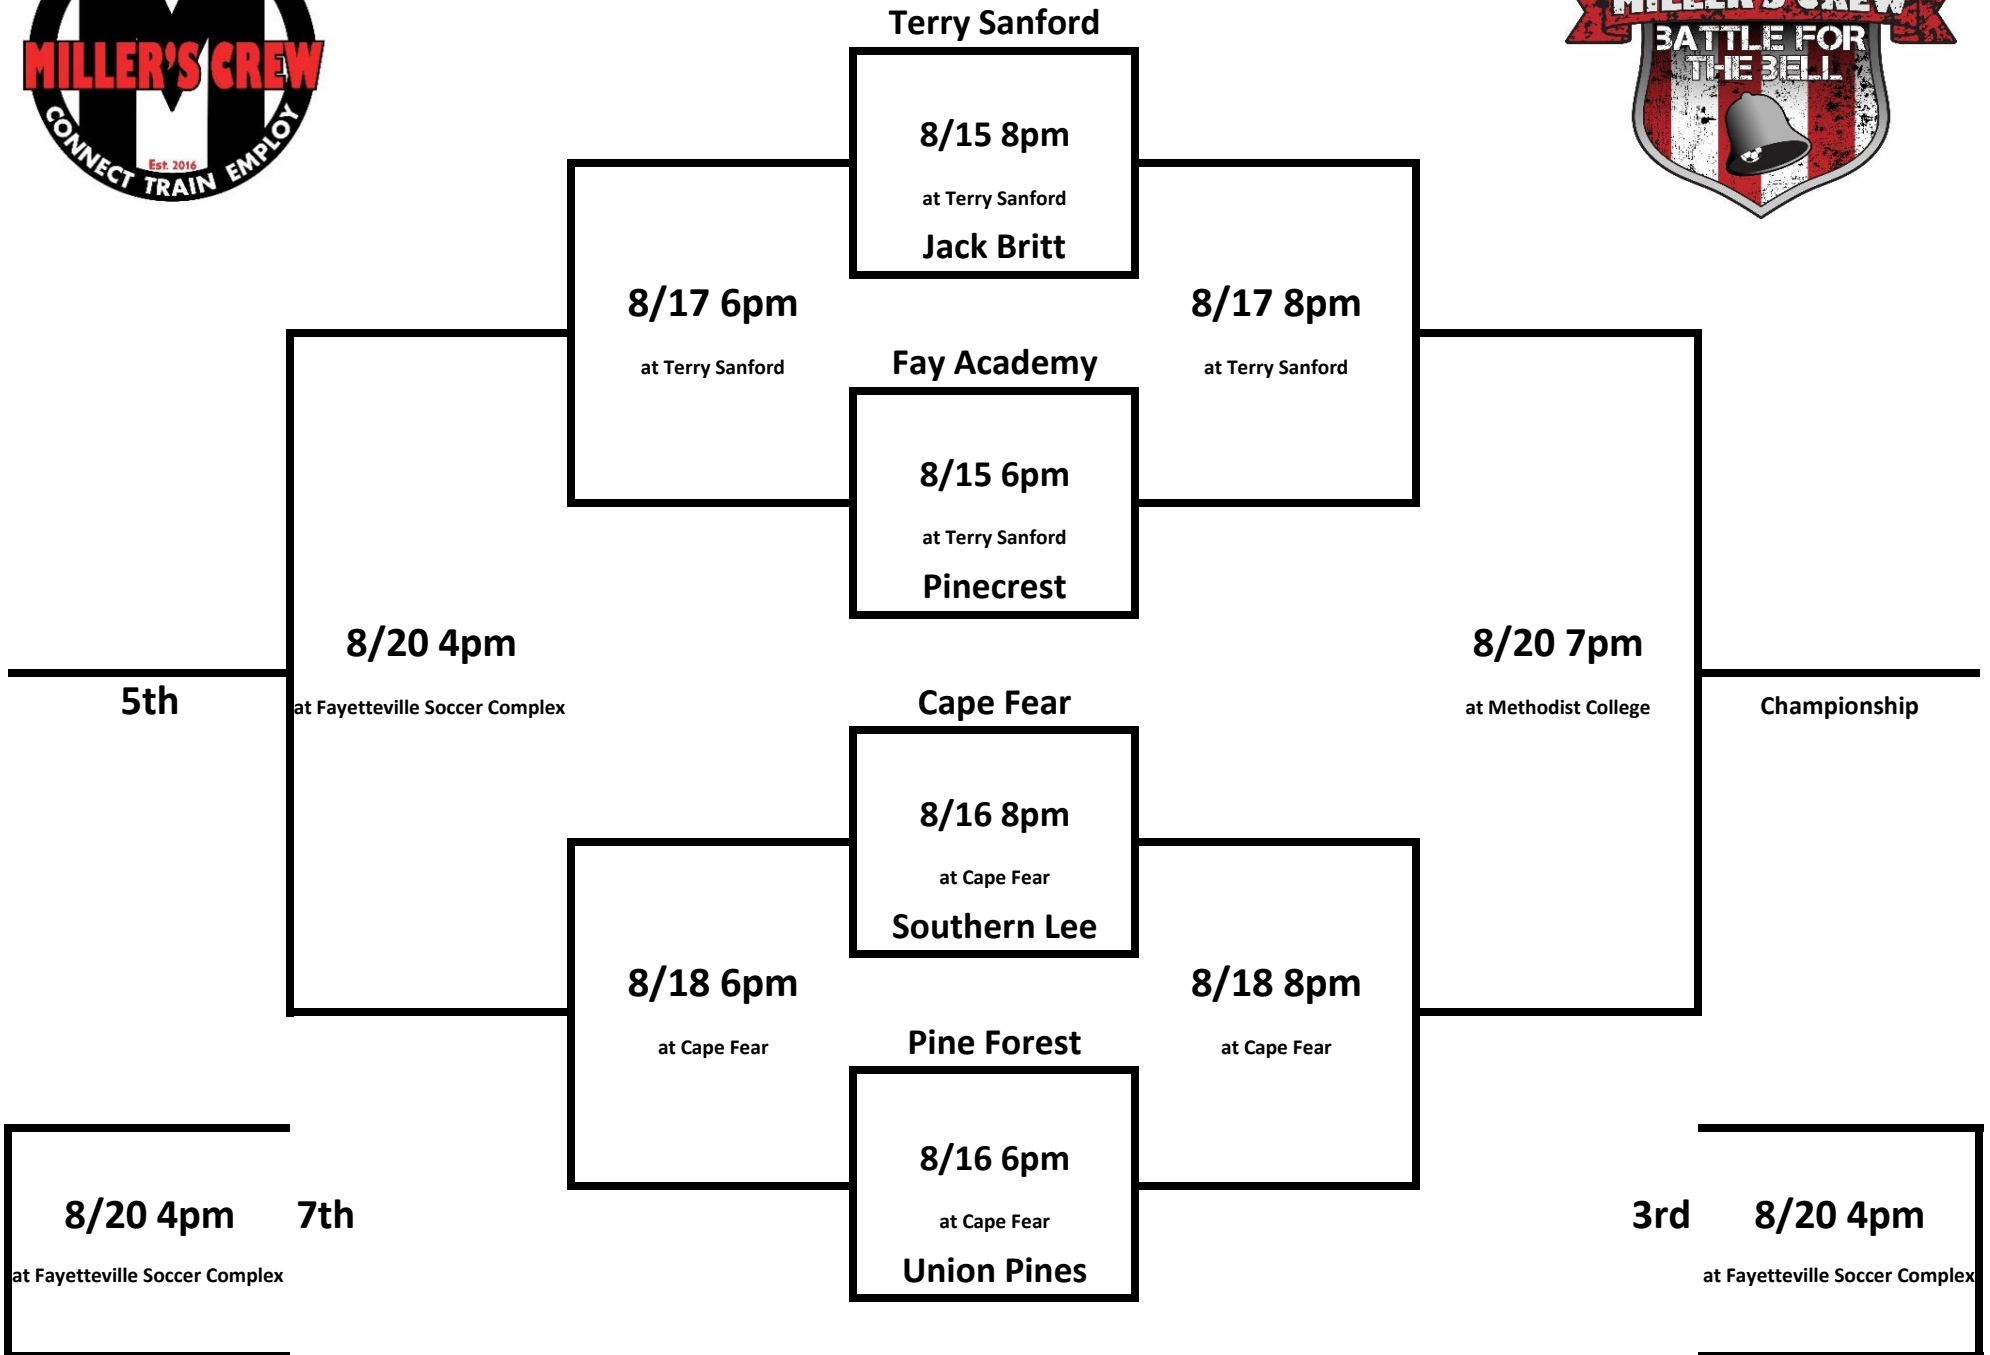 MILLER'S CREW
CONNECT TRAIN EMPLOY
Est. 2016
MILLER'S CREW
BATTLE FOR
THE BELL
Terry Sanford
8/15 8pm
at Terry Sanford
Jack Britt
8/17 6pm
at Terry Sanford
8/17 8pm
at Terry Sanford
Fay Academy
8/15 6pm
at Terry Sanford
Pinecrest
8/20 4pm
5th
at Fayetteville Soccer Complex
8/20 7pm
at Methodist College
Championship
Cape Fear
8/16 8pm
at Cape Fear
Southern Lee
8/18 6pm
at Cape Fear
8/18 8pm
at Cape Fear
Pine Forest
8/16 6pm
at Cape Fear
Union Pines
8/20 4pm
7th
at Fayetteville Soccer Complex
3rd
8/20 4pm
at Fayetteville Soccer Complex